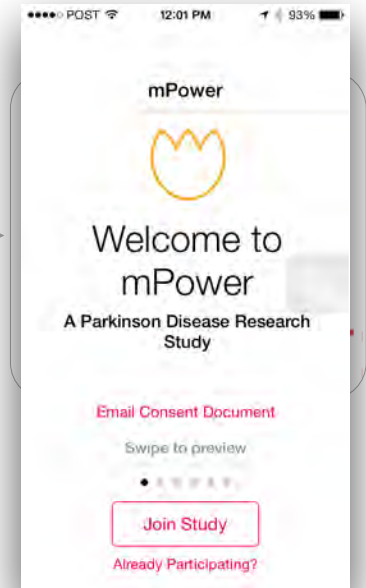 POST 12:01 PM 93%
mPower
Welcome to
mPower
A Parkinson Disease Research
Study
Email Consent Document
Swipe to preview
Join Study
Already Participating?